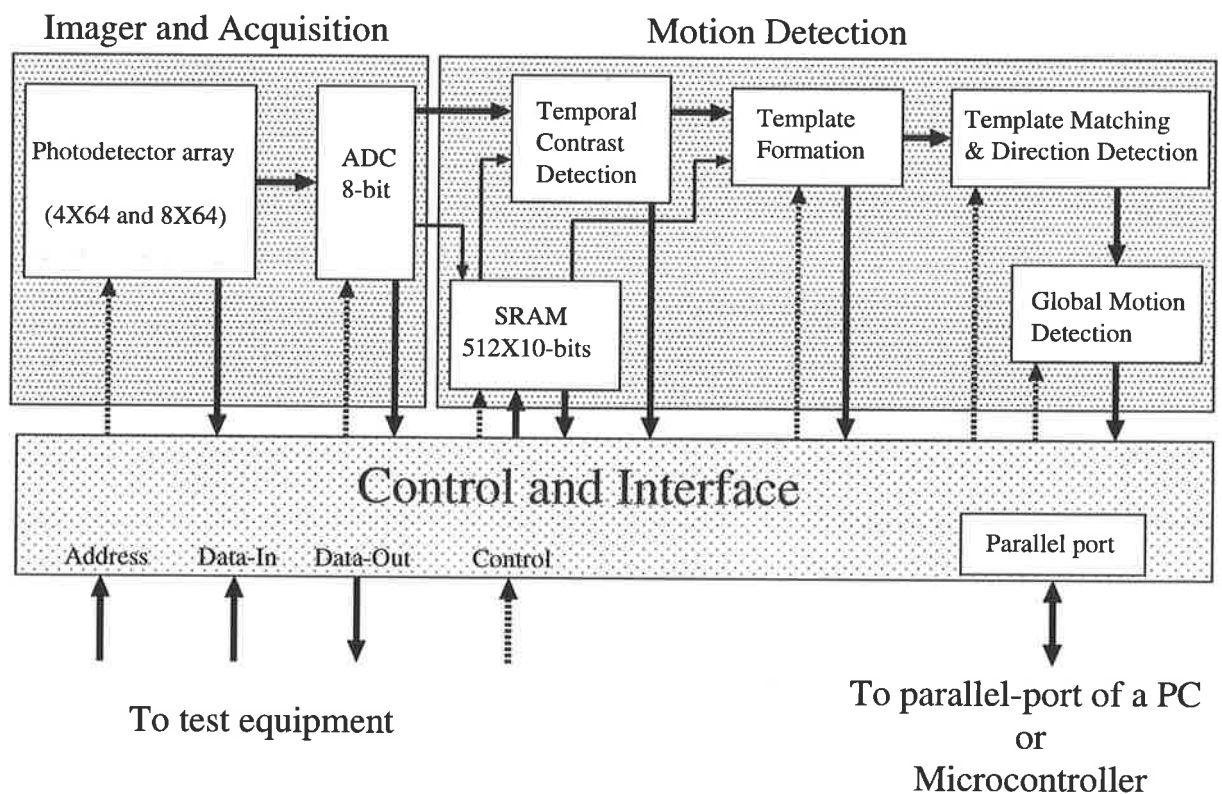 Imager and Acquisition
Motion Detection
Photodetector array
(4X64 and 8X64)
ADC
8-bit
Temporal
Contrast
Detection
Template
Formation
Template Matching
& Direction Detection
SRAM
512X10-bits
Global Motion
Detection
Control and Interface
Address
Data-In
Data-Out
Control
Parallel port
To test equipment
To parallel-port of a PC
or
Microcontroller